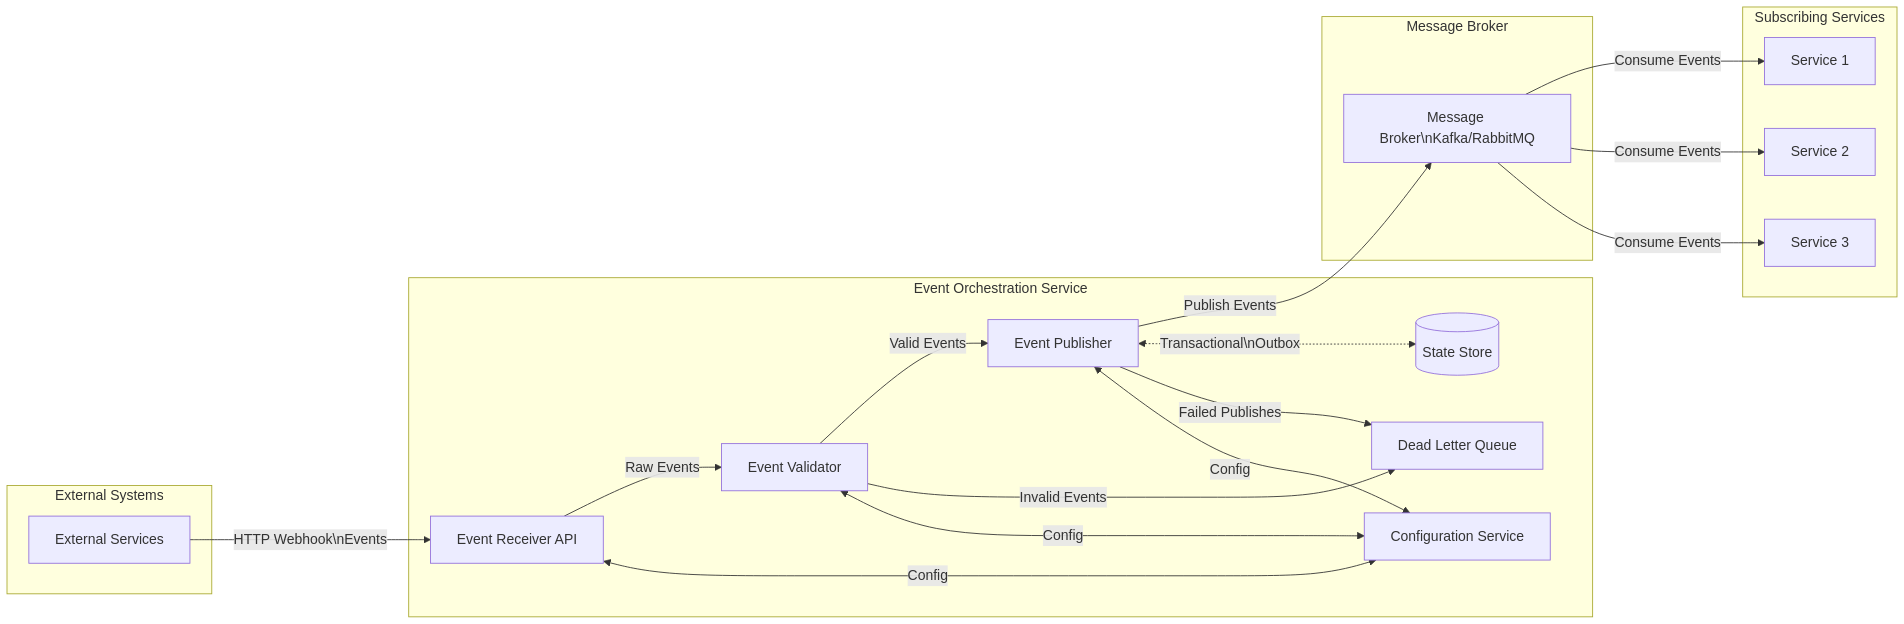 Message Broker
Subscribing Services
Consume Events
Service 1
Message
Broker\nKafka/RabbitMQ
Consume Events
Service 2
Consume Events
Service 3
Event Orchestration Service
Publish Events
Valid Events
Event Publisher
Transactional\nOutbox
State Store
Failed Publishes
Dead Letter Queue
Raw Events
Event Validator
Config
Invalid Events
External Systems
External Services
HTTP Webhook\nEvents
Event Receiver API
Config
Configuration Service
Config